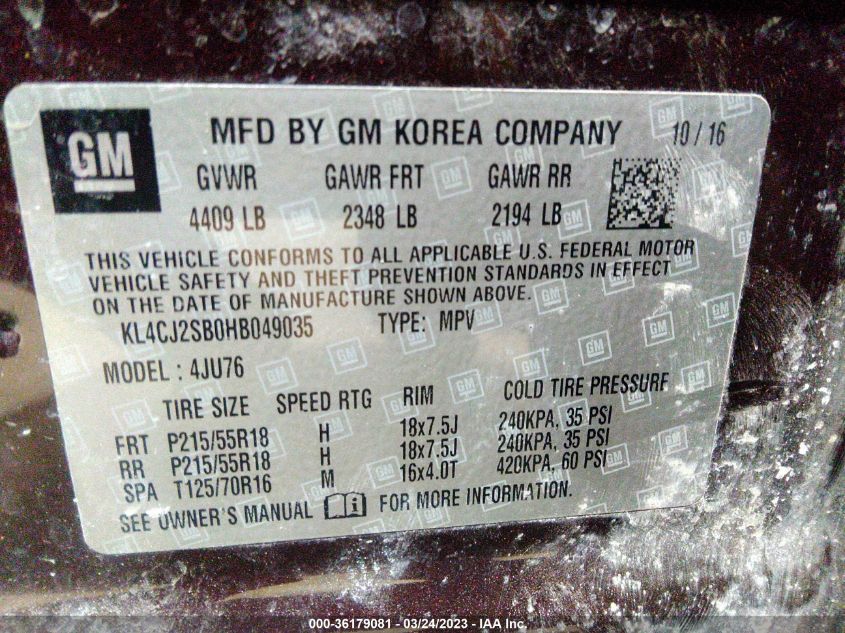 GM
MFD BY GM KOREA COMPANY 10/16
GVWR GAWR FRT GAWR RR
4409 LB 2348 LB 2194 LB
THIS VEHICLE CONFORMS TO ALL APPLICABLE U.S. FEDERAL MOTOR
VEHICLE SAFETY AND THEFT PREVENTION STANDARDS IN EFFECT
ON THE DATE OF MANUFACTURE SHOWN ABOVE.
KL4CJ2SB0HB049035 TYPE: MPV
MODEL: 4JU76
TIRE SIZE SPEED RTG RIM COLD TIRE PRESSURE
FRT P215/55R18 H 18x7.5J 240KPA, 35 PSI
RR P215/55R18 H 18x7.5J 240KPA, 35 PSI
SPA T125/70R16 M 16x4.0T 420KPA, 60 PSI
SEE OWNER'S MANUAL FOR MORE INFORMATION.
000-36179081 - 03/24/2023 - IAA Inc.